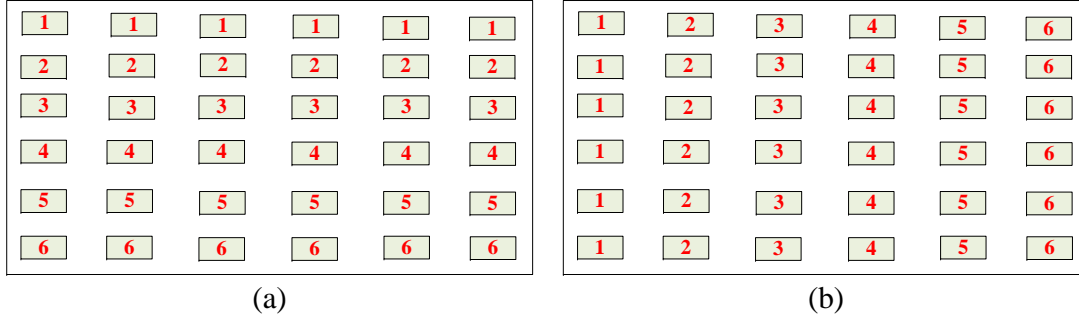 1 1 1 1 1 1 1 2 3 4 5 6
2 2 2 2 2 2 1 2 3 4 5 6
3 3 3 3 3 3 1 2 3 4 5 6
4 4 4 4 4 4 1 2 3 4 5 6
5 5 5 5 5 5 1 2 3 4 5 6
6 6 6 6 6 6 1 2 3 4 5 6
(a) (b)